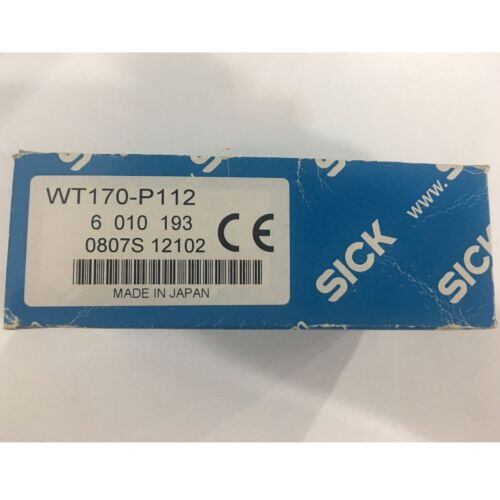 WT170-P112
6 010 193
0807S 12102
CE
MADE IN JAPAN
SICK
www.
SICK